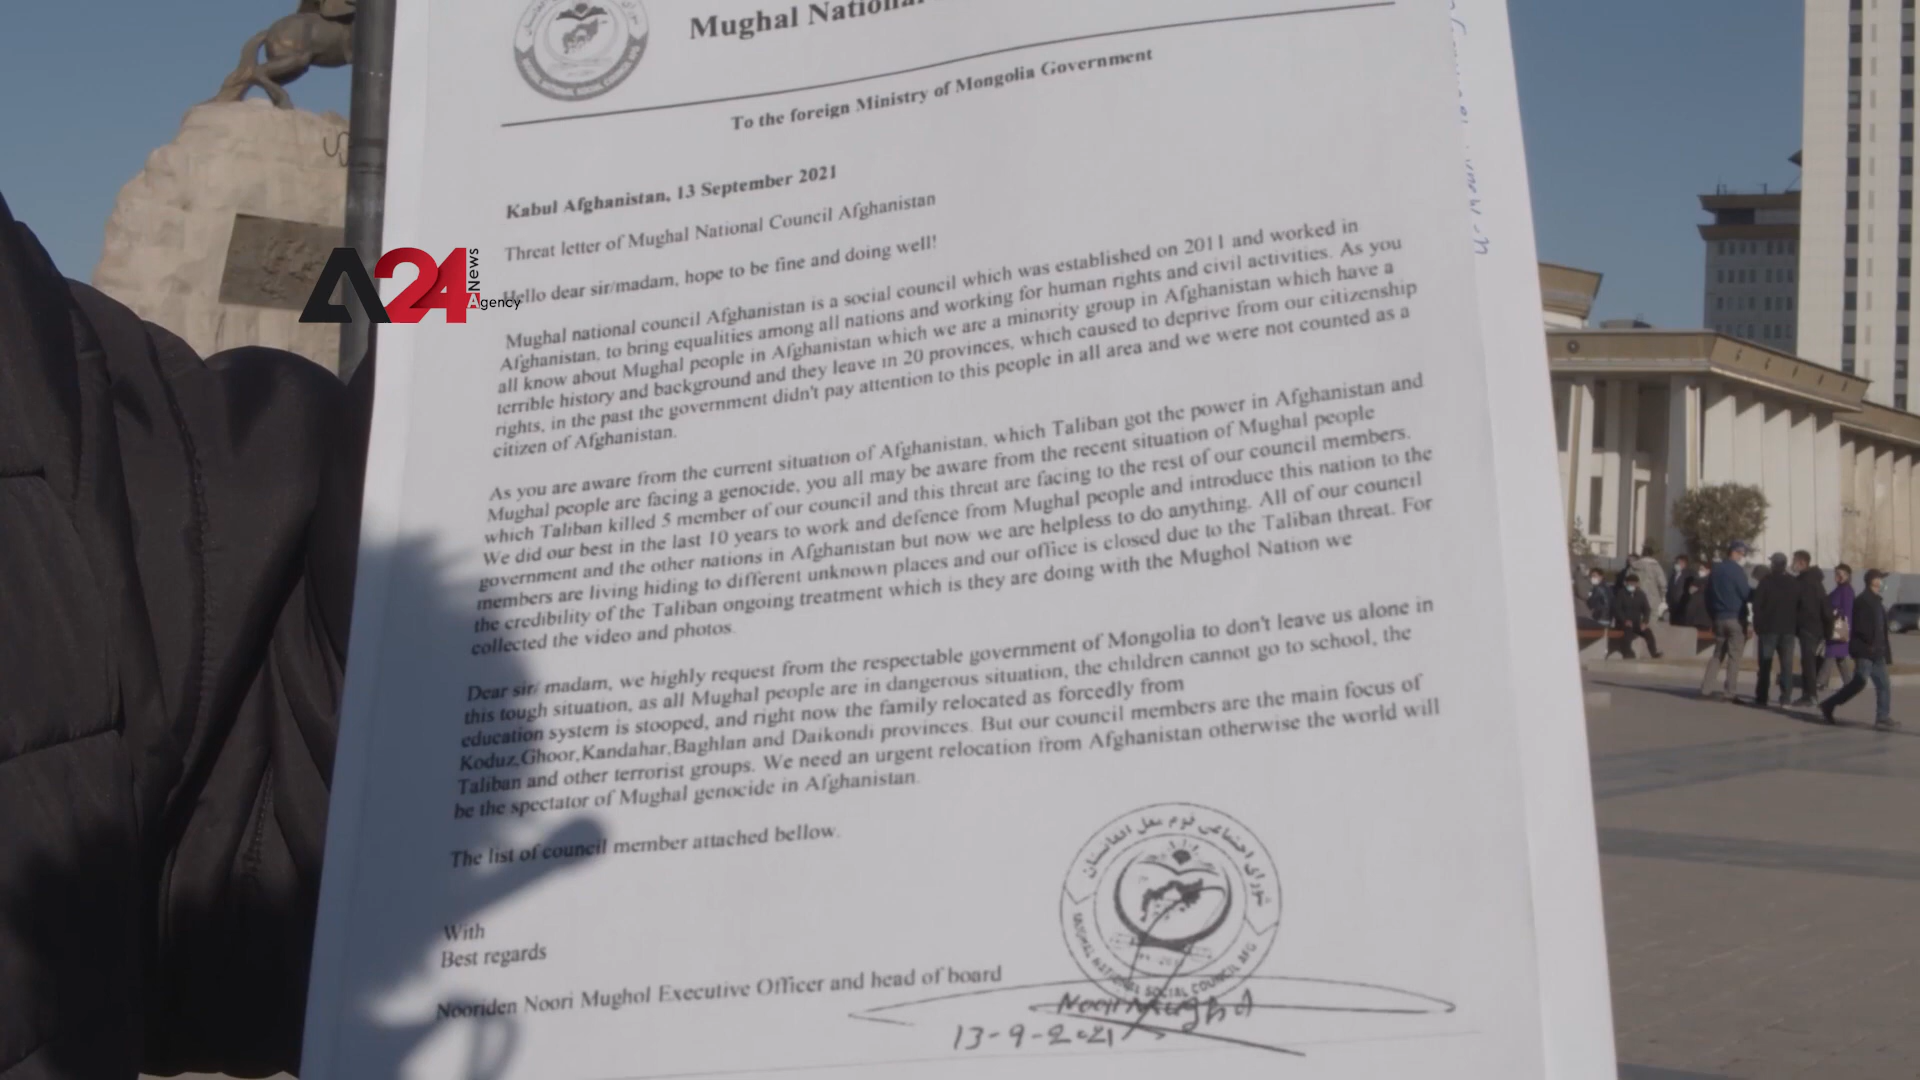 Mughal National
To the foreign Ministry of Mongolia Government
Kabul Afghanistan, 13 September 2021
Threat letter of Mughal National Council Afghanistan
Hello dear sir/madam, hope to be fine and doing well!
A24 News Agency
Mughal national council Afghanistan is a social council which was established on 2011 and worked in
Afghanistan, to bring equalities among all nations and working for human rights and civil activities. As you
all know about Mughal people in Afghanistan which we are a minority group in Afghanistan which have a
terrible history and background and they leave in 20 provinces, which caused to deprive from our citizenship
rights, in the past the government didn't pay attention to this people in all area and we were not counted as a
citizen of Afghanistan.
As you are aware from the current situation of Afghanistan, which Taliban got the power in Afghanistan and
Mughal people are facing a genocide, you all may be aware from the recent situation of Mughal people
which Taliban killed 5 member of our council and this threat are facing to the rest of our council members.
We did our best in the last 10 years to work and defence from Mughal people and introduce this nation to the
government and the other nations in Afghanistan but now we are helpless to do anything. All of our council
members are living hiding to different unknown places and our office is closed due to the Taliban threat. For
the credibility of the Taliban ongoing treatment which is they are doing with the Mughol Nation we
collected the video and photos.
Dear sir/ madam, we highly request from the respectable government of Mongolia to don't leave us alone in
this tough situation, as all Mughal people are in dangerous situation, the children cannot go to school, the
education system is stooped, and right now the family relocated as forcedly from
Koduz,Ghoor,Kandahar,Baghlan and Daikondi provinces. But our council members are the main focus of
Taliban and other terrorist groups. We need an urgent relocation from Afghanistan otherwise the world will
be the spectator of Mughal genocide in Afghanistan.
The list of council member attached bellow.
With
Best regards
Nooriden Noori Mughol Executive Officer and head of board
شورای اجتماعی قوم مغل افغانستان
MUGHAL NATIONAL SOCIAL COUNCIL AFG
Noori Mughol
13-9-2021